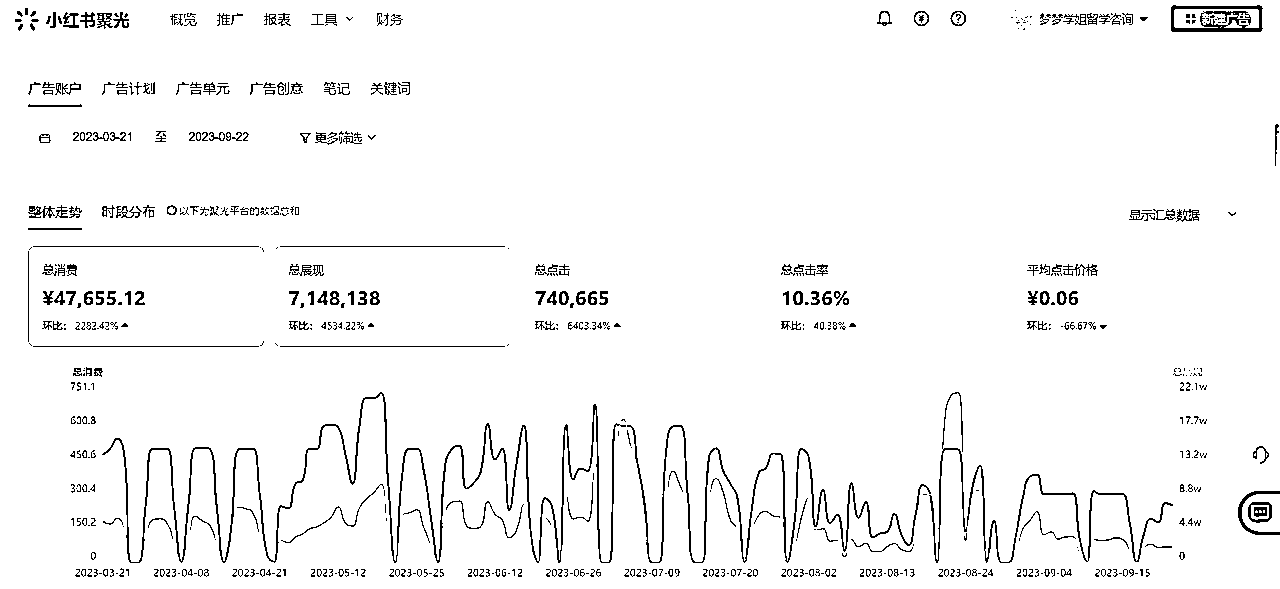 小红书聚光 概览 推广 报表 工具 财务 梦梦学姐留学咨询 新建广告
广告账户 广告计划 广告单元 广告创意 笔记 关键词
2023-03-21 至 2023-09-22 更多筛选
整体走势 时段分布 以下为聚光平台的数据总和 显示汇总数据
总消费 总展现 总点击 总点击率 平均点击价格
¥47,655.12 7,148,138 740,665 10.36% ¥0.06
环比: 2282.43% 环比: 4534.22% 环比: 6403.34% 环比: 40.38% 环比: -66.67%
总消费
751.1 22.1w
600.8 17.7w
450.6 13.2w
300.4 8.8w
150.2 4.4w
0 0
2023-03-21 2023-04-08 2023-04-21 2023-05-12 2023-05-25 2023-06-12 2023-06-26 2023-07-09 2023-07-20 2023-08-02 2023-08-13 2023-08-24 2023-09-04 2023-09-15